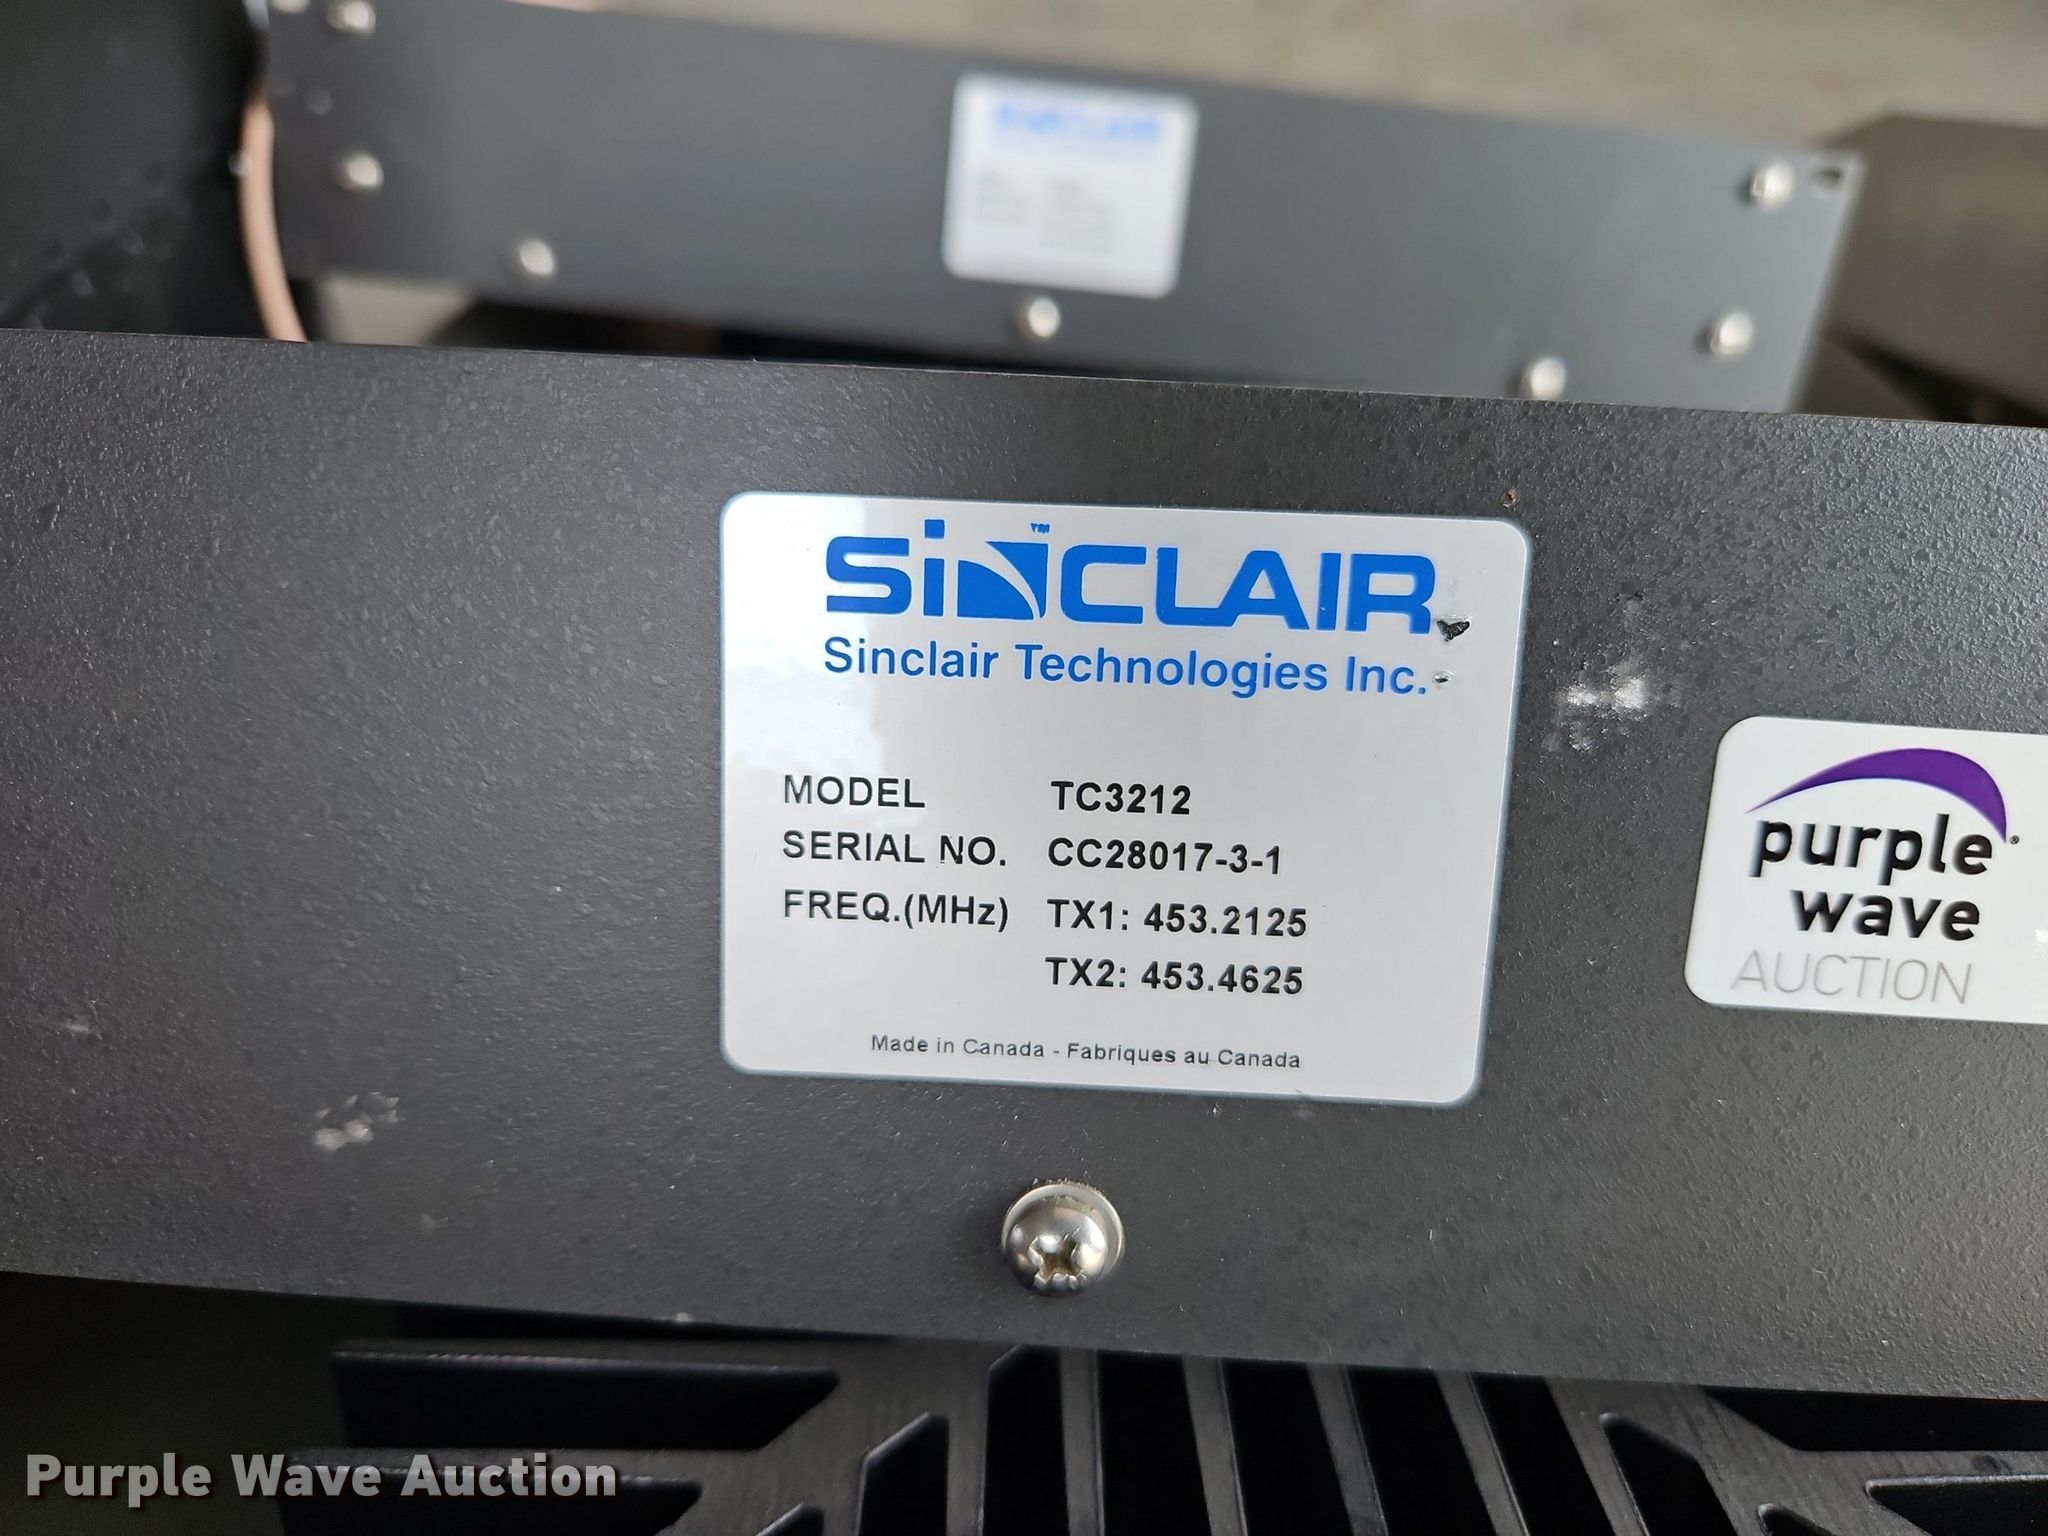 SINCLAIR
SiNCLAIR™
Sinclair Technologies Inc.
MODEL TC3212
SERIAL NO. CC28017-3-1
FREQ.(MHz) TX1: 453.2125
TX2: 453.4625
Made in Canada - Fabriques au Canada
purple
wave
AUCTION
Purple Wave Auction